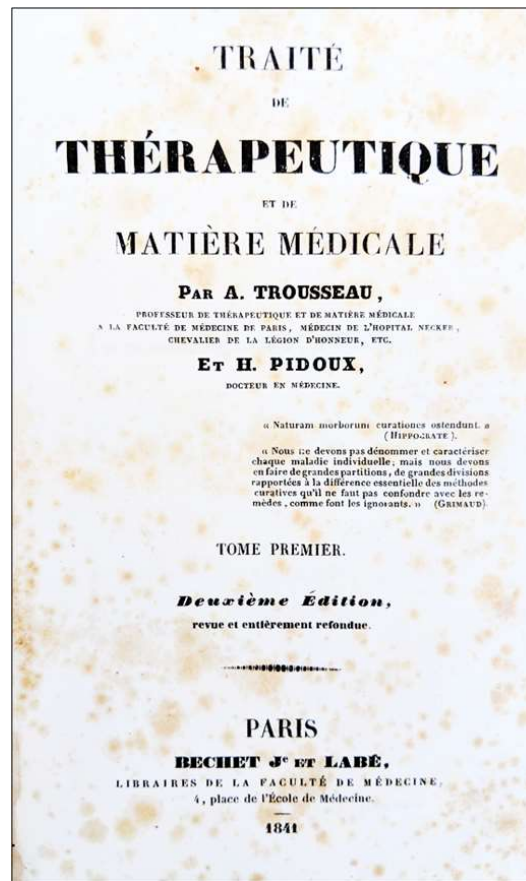 TRAITÉ
DE
THÉRAPEUTIQUE
ET DE
MATIÈRE MÉDICALE
PAR A. TROUSSEAU,
PROFESSEUR DE THÉRAPEUTIQUE ET DE MATIÈRE MÉDICALE
A LA FACULTÉ DE MÉDECINE DE PARIS, MÉDECIN DE L'HOPITAL NECKER,
CHEVALIER DE LA LÉGION D'HONNEUR, ETC.
ET H. PIDOUX,
DOCTEUR EN MÉDECINE.
« Naturam morborum curationes ostendunt. »
(HIPPOCRATE).
« Nous ne devons pas dénommer et caractériser
chaque maladie individuelle; mais nous devons
en faire de grandes partitions, de grandes divisions
rapportées à la différence essentielle des méthodes
curatives qu'il ne faut pas confondre avec les re-
mèdes, comme font les ignorants. » (GRIMAUD)
TOME PREMIER.
Deuxième Édition,
revue et entièrement refondue.
PARIS
BECHET Je ET LABÉ,
LIBRAIRES DE LA FACULTÉ DE MÉDECINE,
4, place de l'École de Médecine.
1841